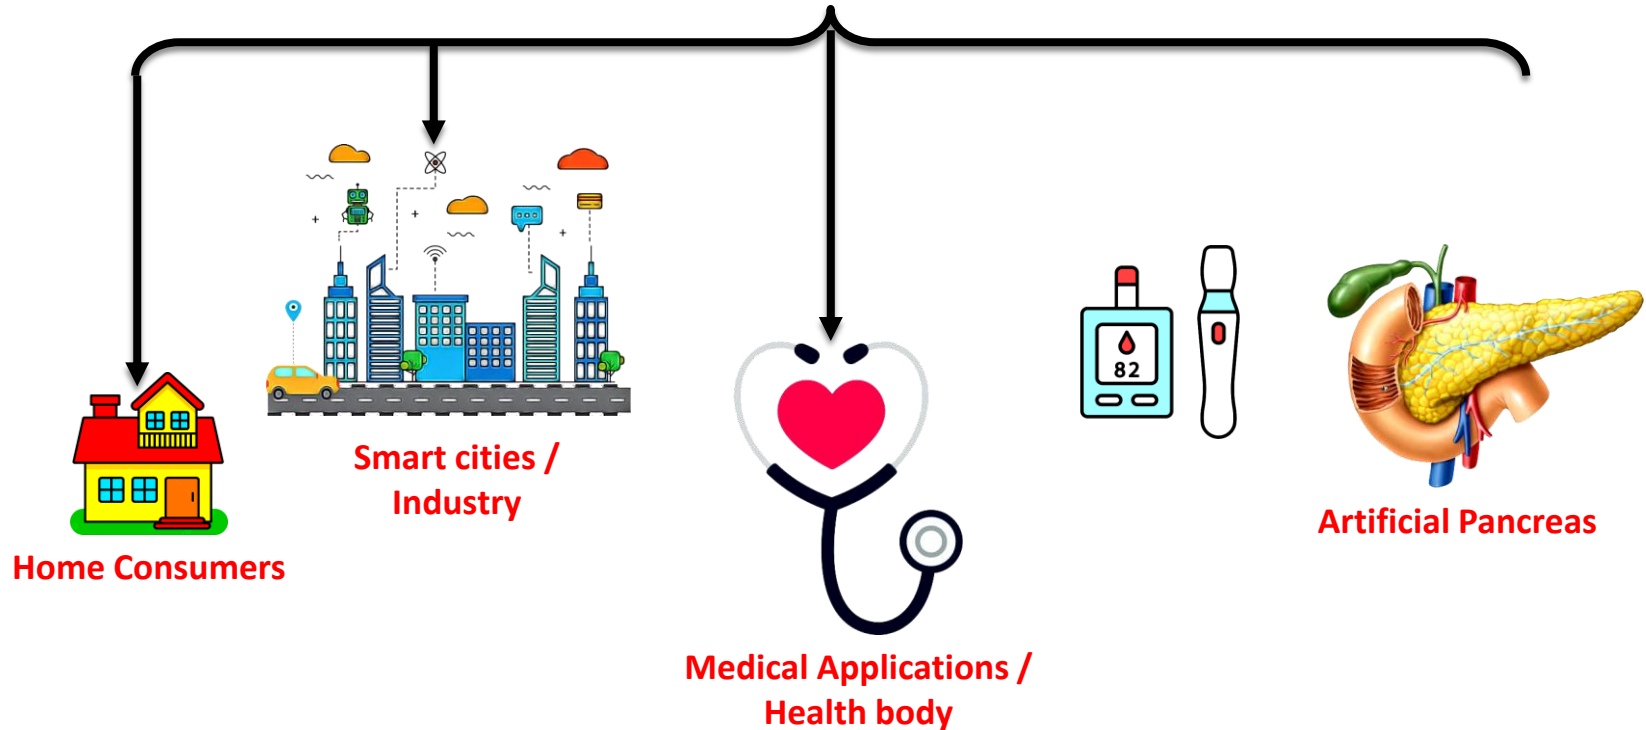 Home Consumers
Smart cities /
Industry
Medical Applications /
Health body
82
Artificial Pancreas